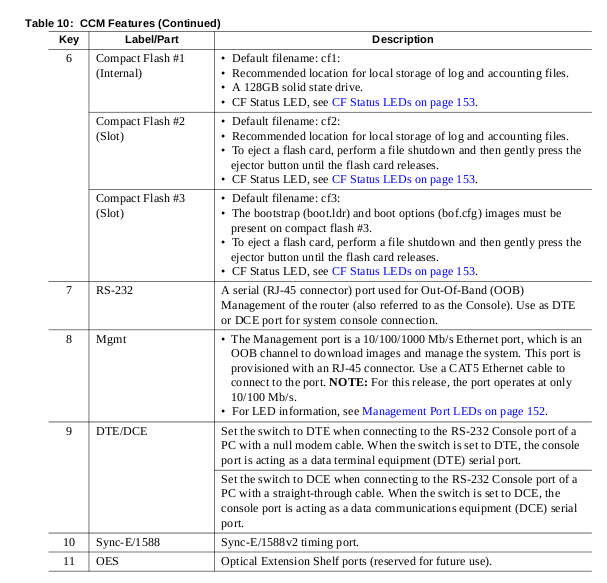 Table 10: CCM Features (Continued)
Key Label/Part Description
6 Compact Flash #1 • Default filename: cf1:
(Internal) • Recommended location for local storage of log and accounting files.
• A 128GB solid state drive.
• CF Status LED, see CF Status LEDs on page 153.
Compact Flash #2 • Default filename: cf2:
(Slot) • Recommended location for local storage of log and accounting files.
• To eject a flash card, perform a file shutdown and then gently press the
ejector button until the flash card releases.
• CF Status LED, see CF Status LEDs on page 153.
Compact Flash #3 • Default filename: cf3:
(Slot) • The bootstrap (boot.ldr) and boot options (bof.cfg) images must be
present on compact flash #3.
• To eject a flash card, perform a file shutdown and then gently press the
ejector button until the flash card releases.
• CF Status LED, see CF Status LEDs on page 153.
7 RS-232 A serial (RJ-45 connector) port used for Out-Of-Band (OOB)
Management of the router (also referred to as the Console). Use as DTE
or DCE port for system console connection.
8 Mgmt • The Management port is a 10/100/1000 Mb/s Ethernet port, which is an
OOB channel to download images and manage the system. This port is
provisioned with an RJ-45 connector. Use a CAT5 Ethernet cable to
connect to the port. NOTE: For this release, the port operates at only
10/100 Mb/s.
• For LED information, see Management Port LEDs on page 152.
9 DTE/DCE Set the switch to DTE when connecting to the RS-232 Console port of a
PC with a null modem cable. When the switch is set to DTE, the console
port is acting as a data terminal equipment (DTE) serial port.
Set the switch to DCE when connecting to the RS-232 Console port of a
PC with a straight-through cable. When the switch is set to DCE, the
console port is acting as a data communications equipment (DCE) serial
port.
10 Sync-E/1588 Sync-E/1588v2 timing port.
11 OES Optical Extension Shelf ports (reserved for future use).